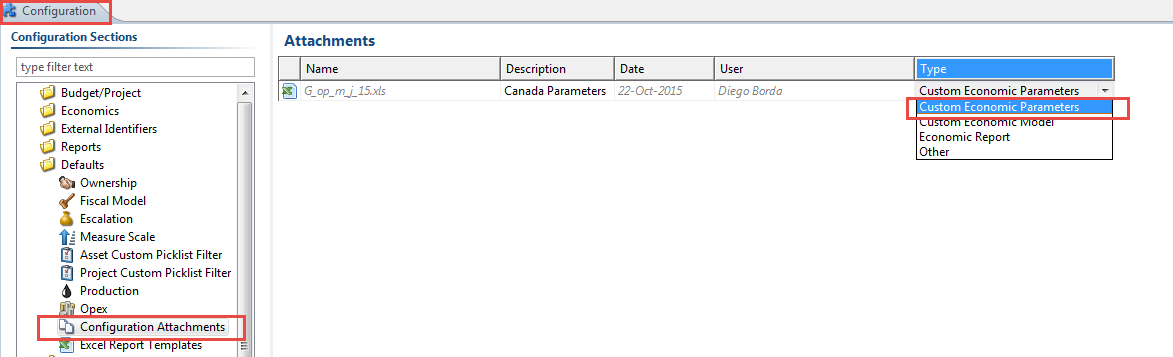 Configuration
Configuration Sections
type filter text
Budget/Project
Economics
External Identifiers
Reports
Defaults
Ownership
Fiscal Model
Escalation
Measure Scale
Asset Custom Picklist Filter
Project Custom Picklist Filter
Production
Opex
Configuration Attachments
Excel Report Templates
Attachments
Name Description Date User Type
G_op_m_j_15.xls Canada Parameters 22-Oct-2015 Diego Borda Custom Economic Parameters
Custom Economic Parameters
Custom Economic Model
Economic Report
Other